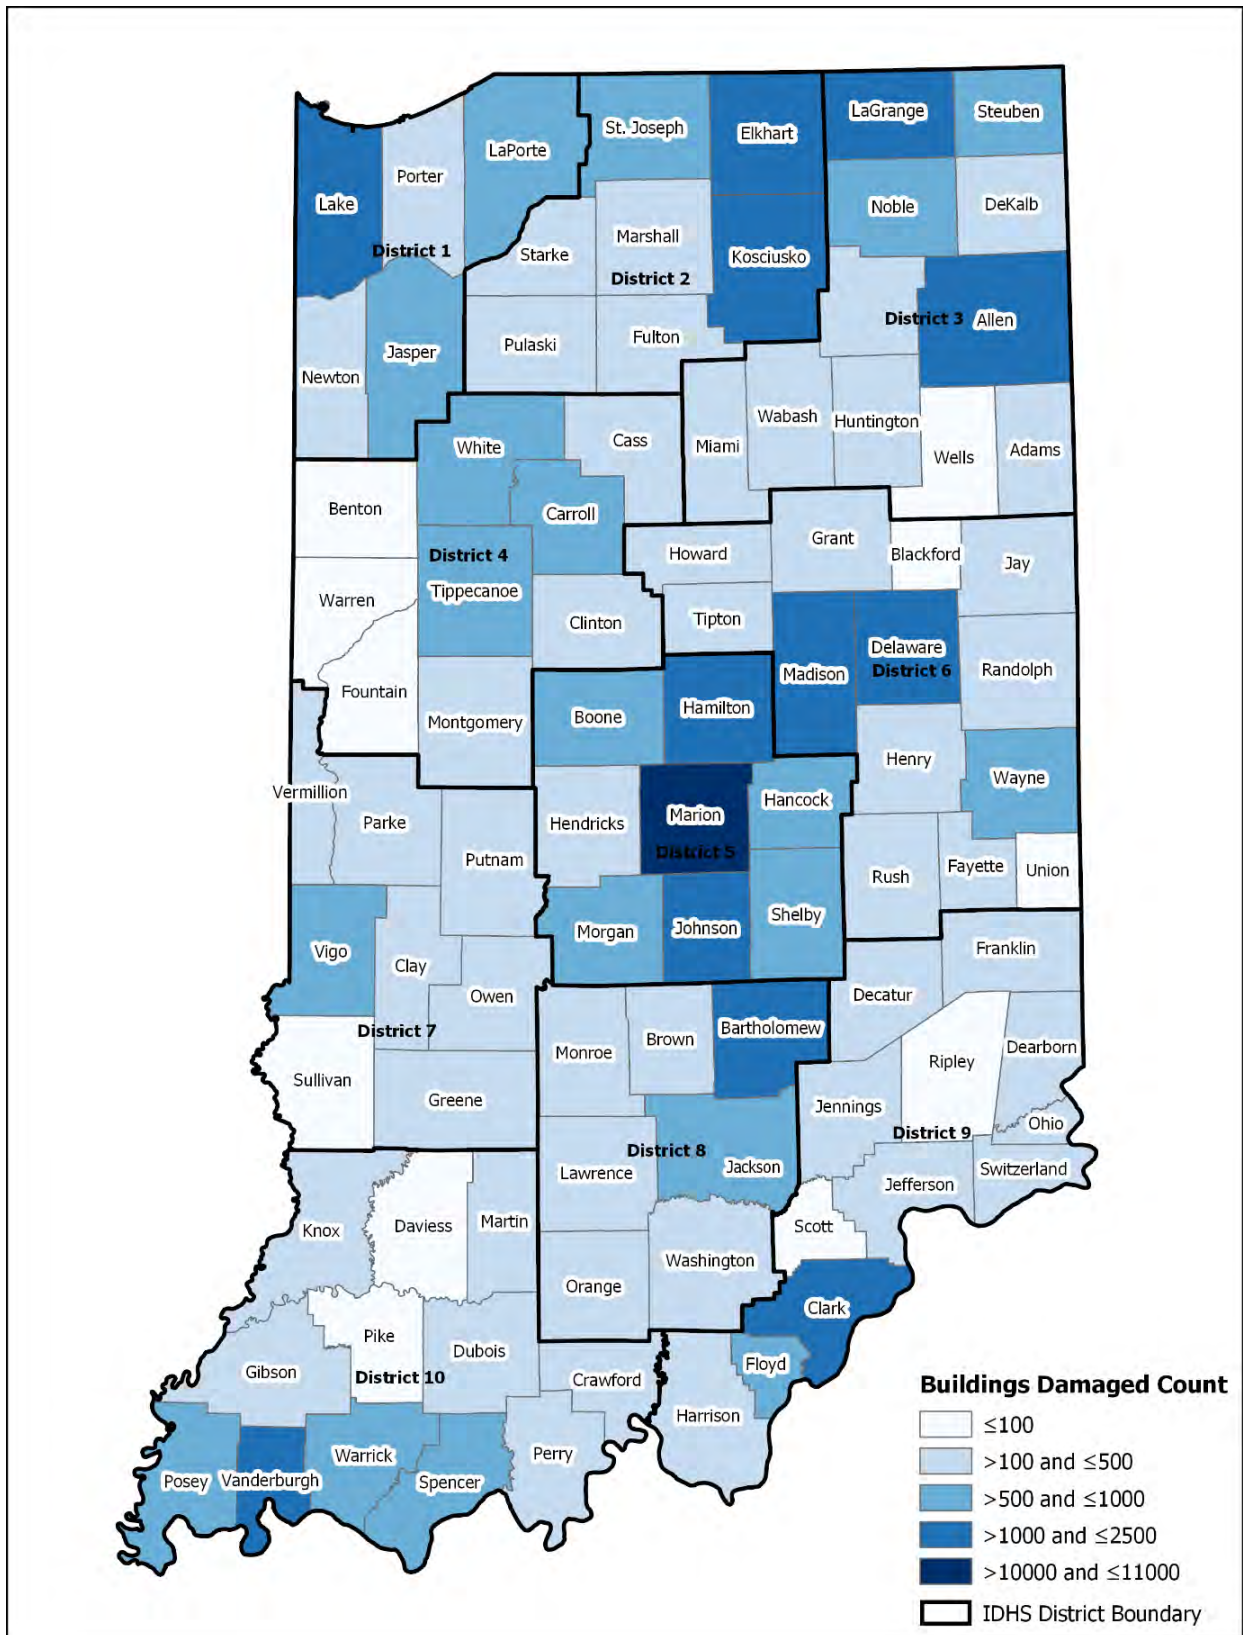 LaGrange
Steuben
St. Joseph
Elkhart
LaPorte
Porter
Lake
Noble
DeKalb
Marshall
Starke
District 1
Kosciusko
District 2
District 3
Allen
Pulaski
Fulton
Jasper
Newton
Wabash
Huntington
Cass
White
Miami
Wells
Adams
Benton
Carroll
Grant
Howard
Blackford
District 4
Jay
Tippecanoe
Warren
Clinton
Tipton
Delaware
District 6
Madison
Randolph
Fountain
Montgomery
Boone
Hamilton
Henry
Wayne
Vermillion
Hancock
Parke
Hendricks
Marion
District 5
Putnam
Fayette
Union
Rush
Shelby
Morgan
Johnson
Vigo
Franklin
Clay
Owen
Decatur
District 7
Bartholomew
Brown
Monroe
Dearborn
Ripley
Sullivan
Greene
Jennings
Ohio
District 9
District 8
Jackson
Lawrence
Switzerland
Jefferson
Martin
Daviess
Knox
Scott
Washington
Orange
Clark
Pike
Dubois
Floyd
Gibson
District 10
Crawford
Harrison
Perry
Warrick
Posey
Vanderburgh
Spencer
Buildings Damaged Count
≤100
>100 and ≤500
>500 and ≤1000
>1000 and ≤2500
>10000 and ≤11000
IDHS District Boundary